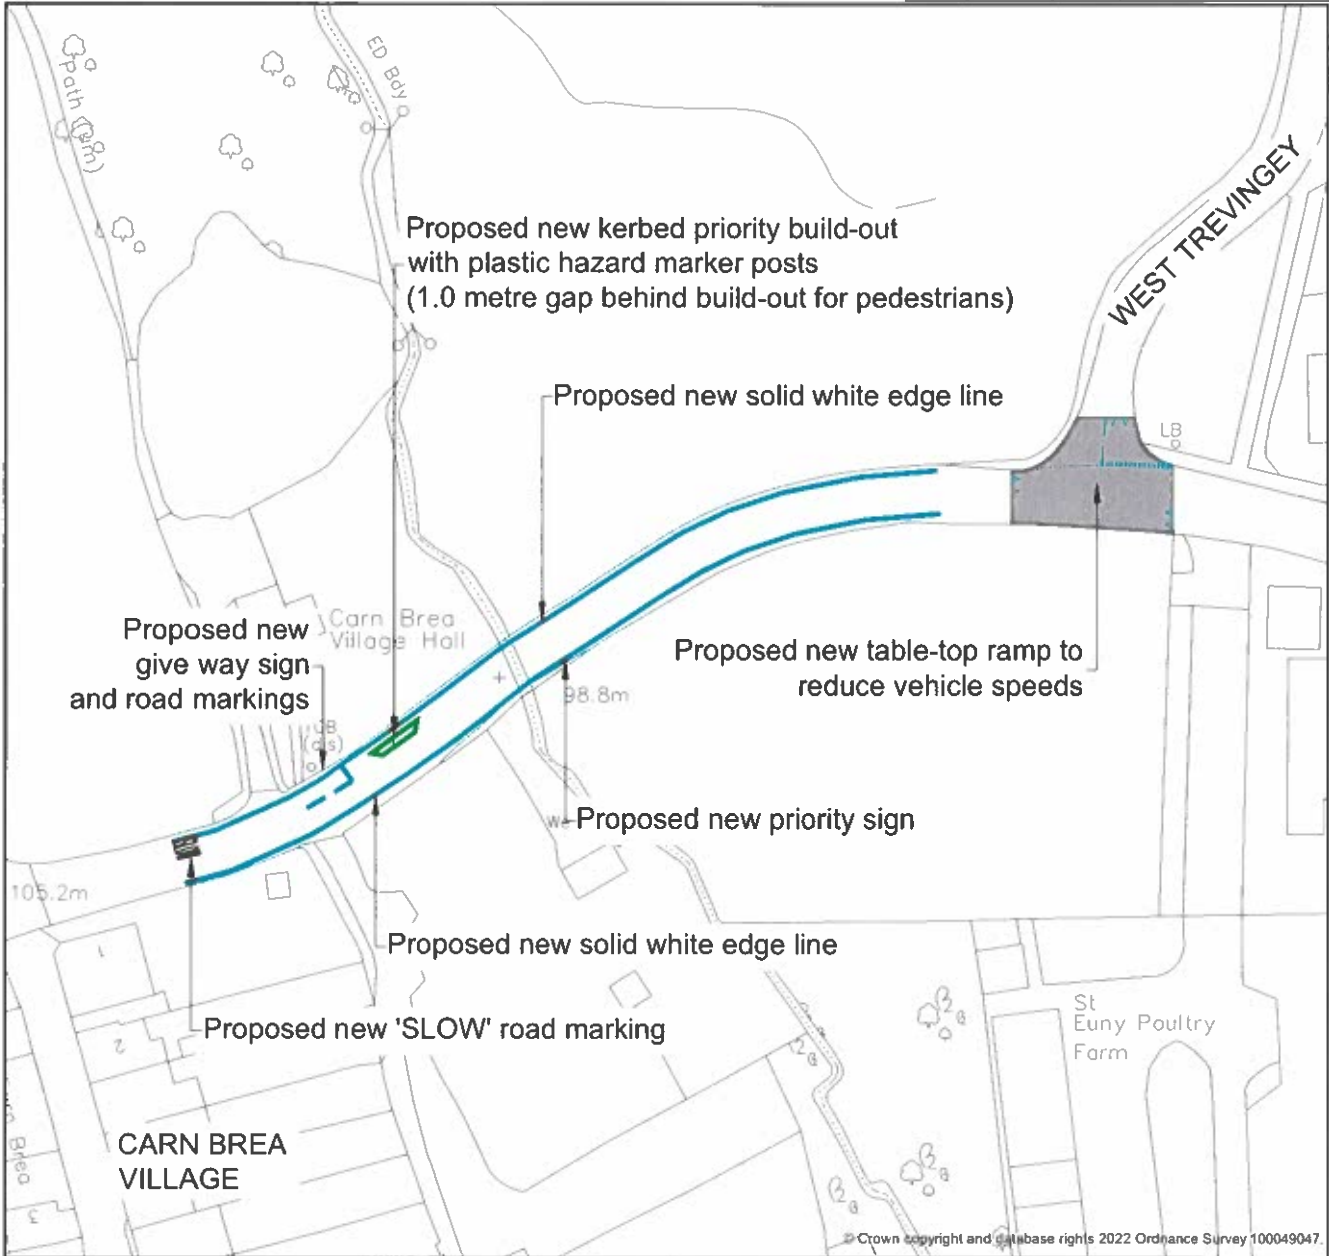 Path (um)
ED Bdy
Proposed new kerbed priority build-out
with plastic hazard marker posts
(1.0 metre gap behind build-out for pedestrians)
WEST TREVINGEY
Proposed new solid white edge line
LB
Carn Brea
Village Hall
Proposed new
give way sign
and road markings
Proposed new table-top ramp to
reduce vehicle speeds
98.8m
Proposed new priority sign
105.2m
Proposed new solid white edge line
Proposed new 'SLOW' road marking
1
2
3
St
Euny Poultry
Farm
CARN BREA
VILLAGE
Brea
© Crown copyright and database rights 2022 Ordnance Survey 100049047.